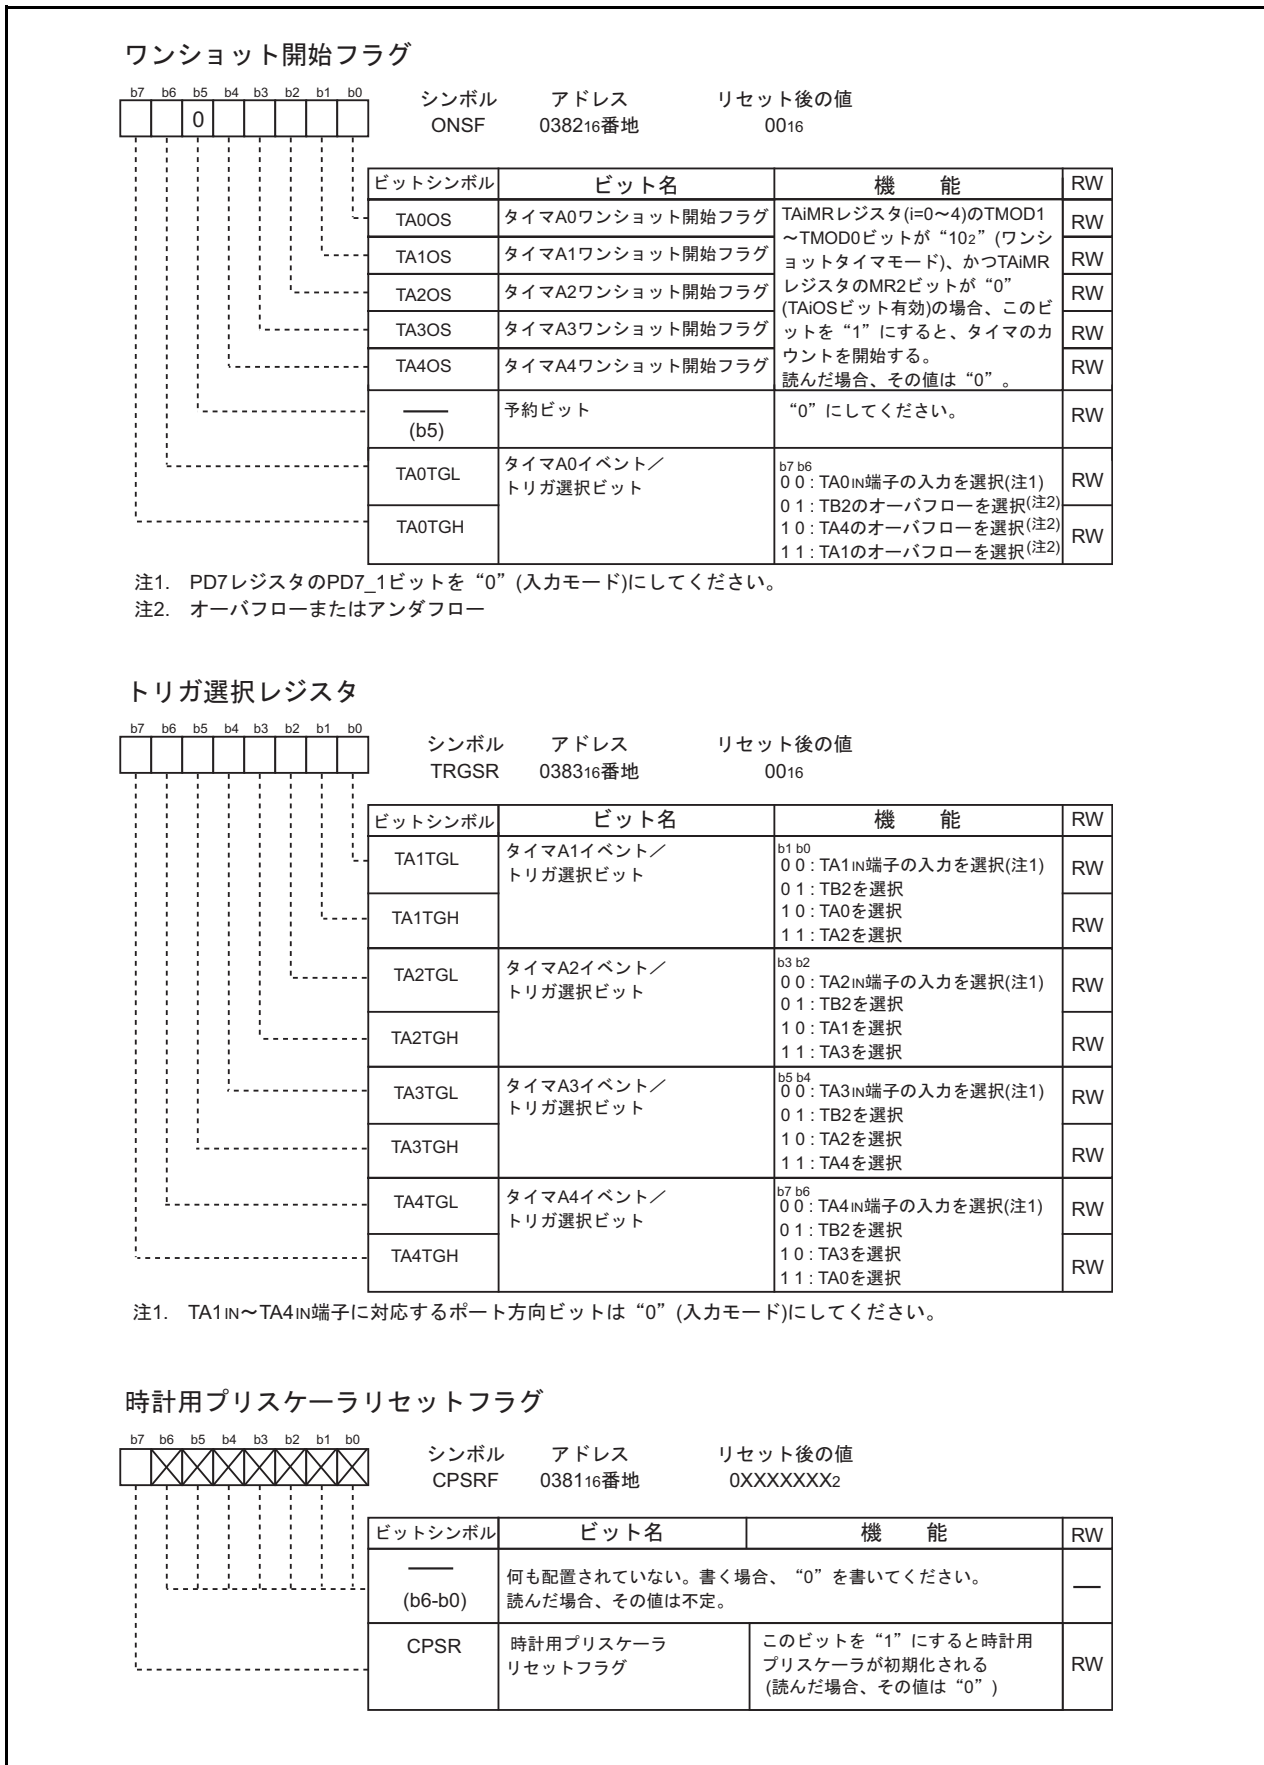 ワンショット開始フラグ
b7 b6 b5 b4 b3 b2 b1 b0
0
シンボル アドレス リセット後の値
ONSF 038216番地 0016
ビットシンボル ビット名 機 能 RW
TA0OS タイマA0ワンショット開始フラグ RW
TA1OS タイマA1ワンショット開始フラグ RW
TA2OS タイマA2ワンショット開始フラグ RW
TA3OS タイマA3ワンショット開始フラグ RW
TA4OS タイマA4ワンショット開始フラグ RW
TAiMRレジスタ(i=0～4)のTMOD1
～TMOD0ビットが“102”(ワンシ
ョットタイマモード)、かつTAiMR
レジスタのMR2ビットが“0”
(TAiOSビット有効)の場合、このビ
ットを“1”にすると、タイマのカ
ウントを開始する。
読んだ場合、その値は“0”。
― (b5) 予約ビット “0”にしてください。 RW
TA0TGL タイマA0イベント／
トリガ選択ビット RW
TA0TGH RW
b7 b6
0 0 : TA0IN端子の入力を選択(注1)
0 1 : TB2のオーバフローを選択(注2)
1 0 : TA4のオーバフローを選択(注2)
1 1 : TA1のオーバフローを選択(注2)
注1. PD7レジスタのPD7_1ビットを“0”(入力モード)にしてください。
注2. オーバフローまたはアンダフロー
トリガ選択レジスタ
b7 b6 b5 b4 b3 b2 b1 b0
シンボル アドレス リセット後の値
TRGSR 038316番地 0016
ビットシンボル ビット名 機 能 RW
TA1TGL タイマA1イベント／
トリガ選択ビット RW
TA1TGH RW
b1 b0
0 0 : TA1IN端子の入力を選択(注1)
0 1 : TB2を選択
1 0 : TA0を選択
1 1 : TA2を選択
TA2TGL タイマA2イベント／
トリガ選択ビット RW
TA2TGH RW
b3 b2
0 0 : TA2IN端子の入力を選択(注1)
0 1 : TB2を選択
1 0 : TA1を選択
1 1 : TA3を選択
TA3TGL タイマA3イベント／
トリガ選択ビット RW
TA3TGH RW
b5 b4
0 0 : TA3IN端子の入力を選択(注1)
0 1 : TB2を選択
1 0 : TA2を選択
1 1 : TA4を選択
TA4TGL タイマA4イベント／
トリガ選択ビット RW
TA4TGH RW
b7 b6
0 0 : TA4IN端子の入力を選択(注1)
0 1 : TB2を選択
1 0 : TA3を選択
1 1 : TA0を選択
注1. TA1IN～TA4IN端子に対応するポート方向ビットは“0”(入力モード)にしてください。
時計用プリスケーラリセットフラグ
b7 b6 b5 b4 b3 b2 b1 b0
シンボル アドレス リセット後の値
CPSRF 038116番地 0XXXXXXX2
ビットシンボル ビット名 機 能 RW
― (b6-b0) 何も配置されていない。書く場合、“0”を書いてください。
読んだ場合、その値は不定。 ―
CPSR 時計用プリスケーラ
リセットフラグ RW
このビットを“1”にすると時計用
プリスケーラが初期化される
(読んだ場合、その値は“0”)